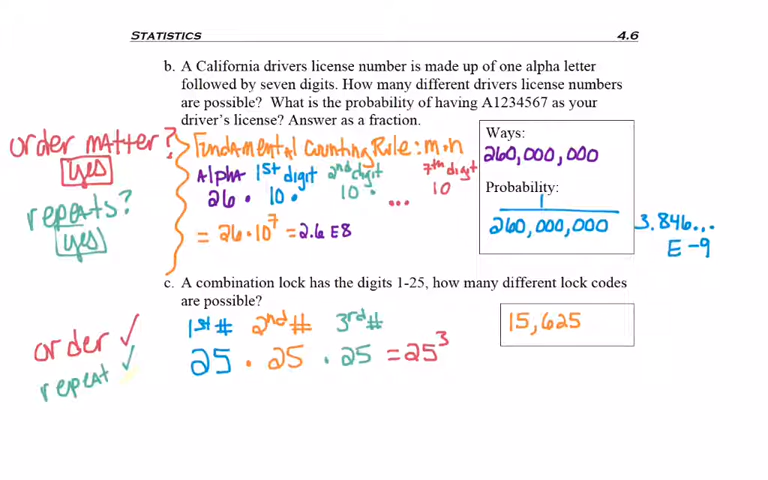 STATISTICS 4.6
b. A California drivers license number is made up of one alpha letter
followed by seven digits. How many different drivers license numbers
are possible? What is the probability of having A1234567 as your
driver's license? Answer as a fraction.
order matter?
yes
repeats?
yes
Fundamental Counting Rule: m·n
Alpha 1st digit 2nd digit 7th digit
26 · 10 · 10 · ... 10
= 26·10^7 = 2.6 E8
Ways:
260,000,000
Probability:
1
260,000,000
3.846...
E-9
c. A combination lock has the digits 1-25, how many different lock codes
are possible?
order ✓
repeat ✓
1st # 2nd # 3rd #
25 · 25 · 25 = 25^3
15,625